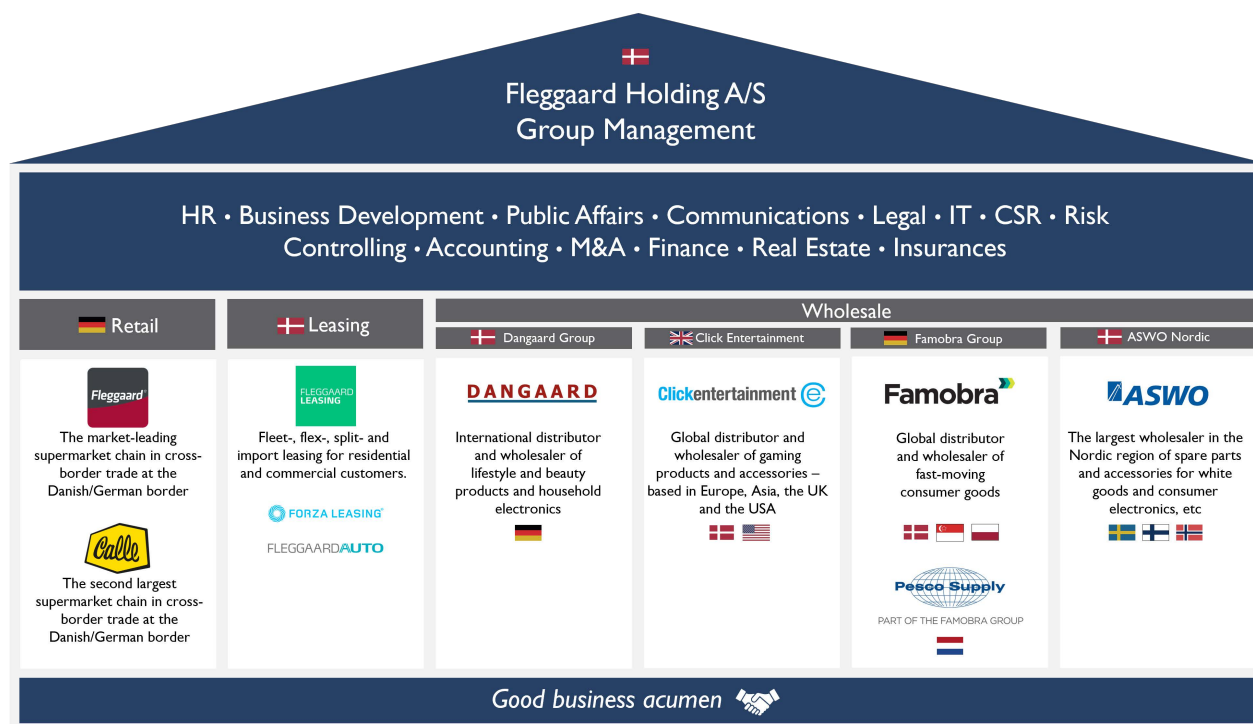 Fleggaard Holding A/S
Group Management
HR • Business Development • Public Affairs • Communications • Legal • IT • CSR • Risk
Controlling • Accounting • M&A • Finance • Real Estate • Insurances
Retail
Leasing
Wholesale
Dangaard Group
Click Entertainment
Famobra Group
ASWO Nordic
Fleggaard®
The market-leading
supermarket chain in cross-
border trade at the
Danish/German border
Calle
The second largest
supermarket chain in cross-
border trade at the
Danish/German border
FLEGGAARD
LEASING
Fleet-, flex-, split- and
import leasing for residential
and commercial customers.
FORZA LEASING®
FLEGGAARDAUTO
DANGAARD
International distributor
and wholesaler of
lifestyle and beauty
products and household
electronics
Clickentertainment e
Global distributor and
wholesaler of gaming
products and accessories –
based in Europe, Asia, the UK
and the USA
Famobra
Global distributor
and wholesaler of
fast-moving
consumer goods
Pesco Supply
PART OF THE FAMOBRA GROUP
ASWO
The largest wholesaler in the
Nordic region of spare parts
and accessories for white
goods and consumer
electronics, etc
Good business acumen